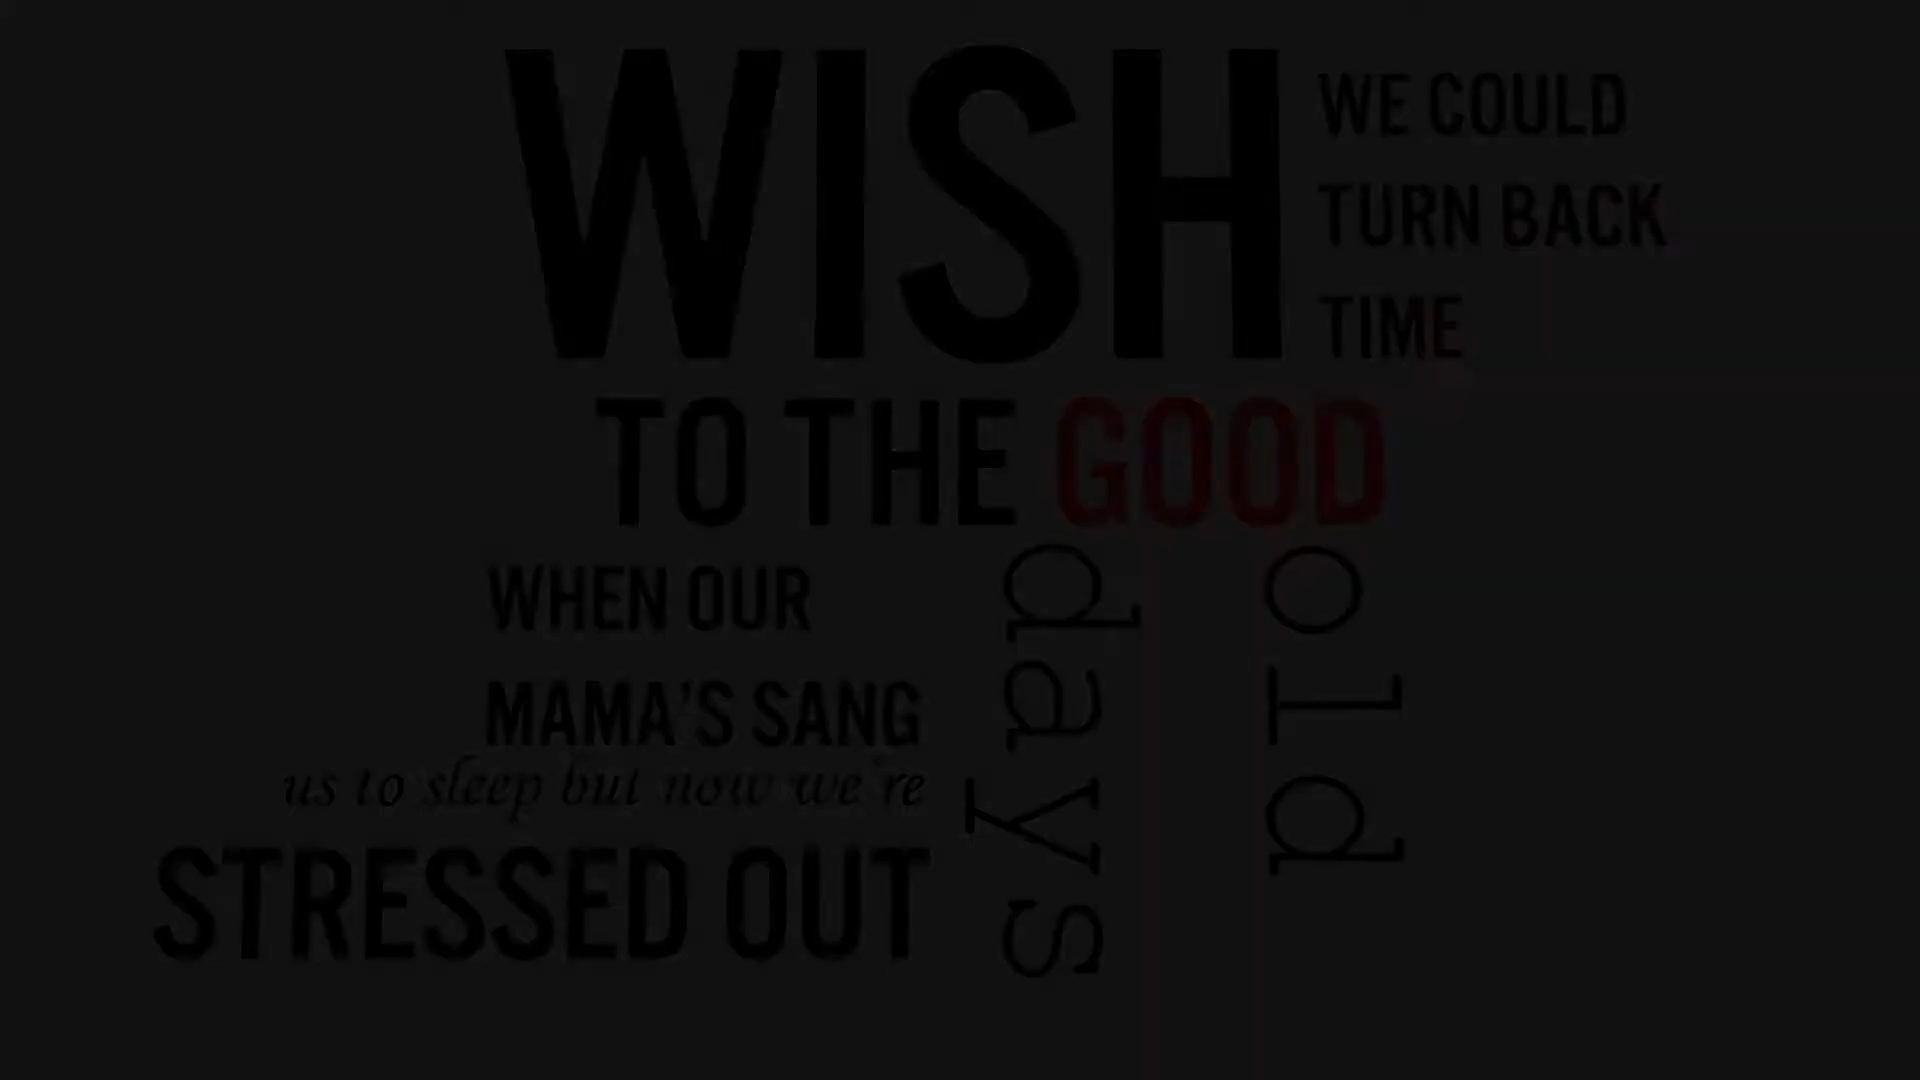 WISH
WE COULD
TURN BACK
TIME
TO THE GOOD
old
days
WHEN OUR
MAMA'S SANG
us to sleep but now we're
STRESSED OUT